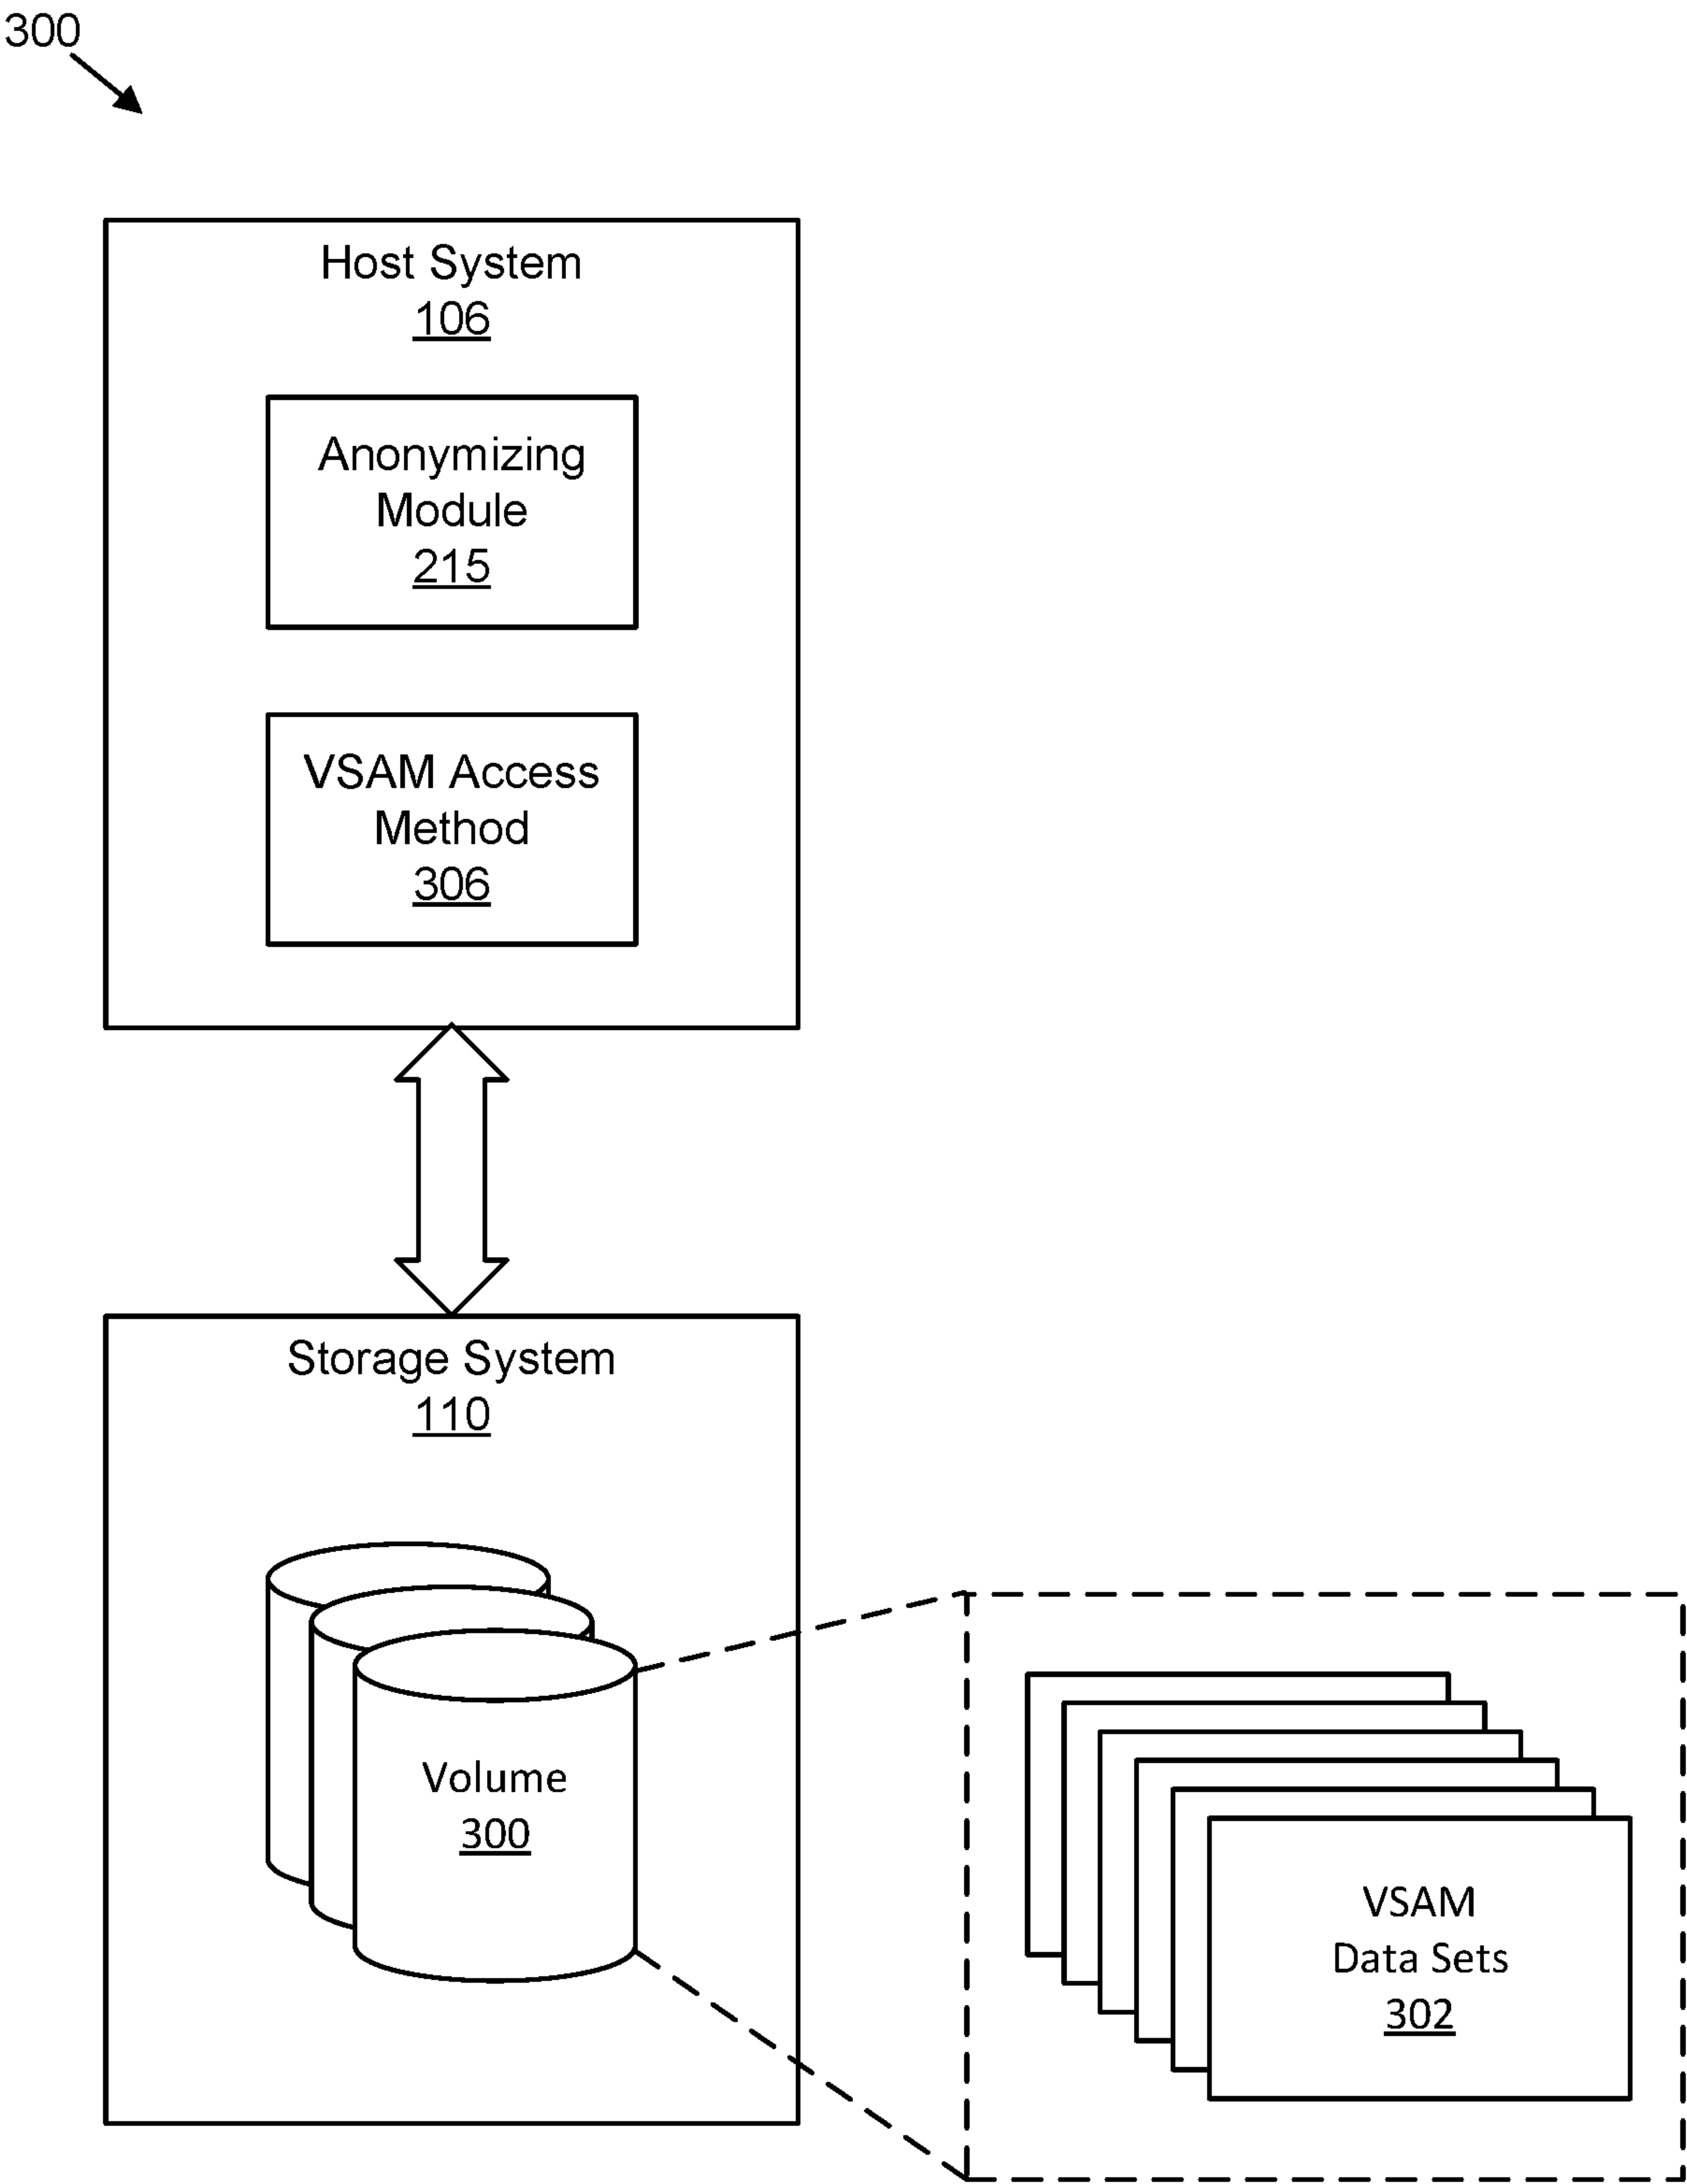 300
Host System
106
Anonymizing
Module
215
VSAM Access
Method
306
Storage System
110
Volume
300
VSAM
Data Sets
302